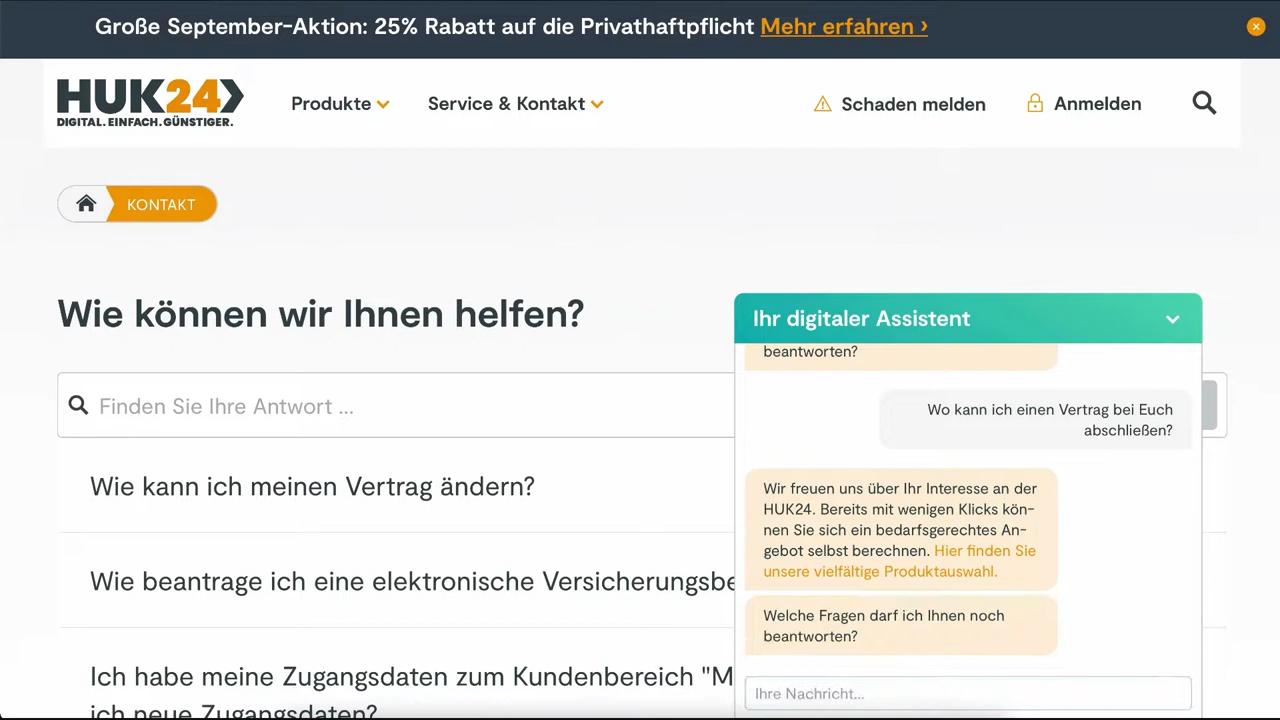 Große September-Aktion: 25% Rabatt auf die Privathaftpflicht Mehr erfahren ›
HUK24
DIGITAL. EINFACH. GÜNSTIGER.
Produkte
Service & Kontakt
Schaden melden
Anmelden
KONTAKT
Wie können wir Ihnen helfen?
Finden Sie Ihre Antwort ...
Wie kann ich meinen Vertrag ändern?
Wie beantrage ich eine elektronische Versicherungsbe
Ich habe meine Zugangsdaten zum Kundenbereich "M
ich neue Zugangsdaten?
Ihr digitaler Assistent
beantworten?
Wo kann ich einen Vertrag bei Euch
abschließen?
Wir freuen uns über Ihr Interesse an der
HUK24. Bereits mit wenigen Klicks kön-
nen Sie sich ein bedarfsgerechtes An-
gebot selbst berechnen. Hier finden Sie
unsere vielfältige Produktauswahl.
Welche Fragen darf ich Ihnen noch
beantworten?
Ihre Nachricht...